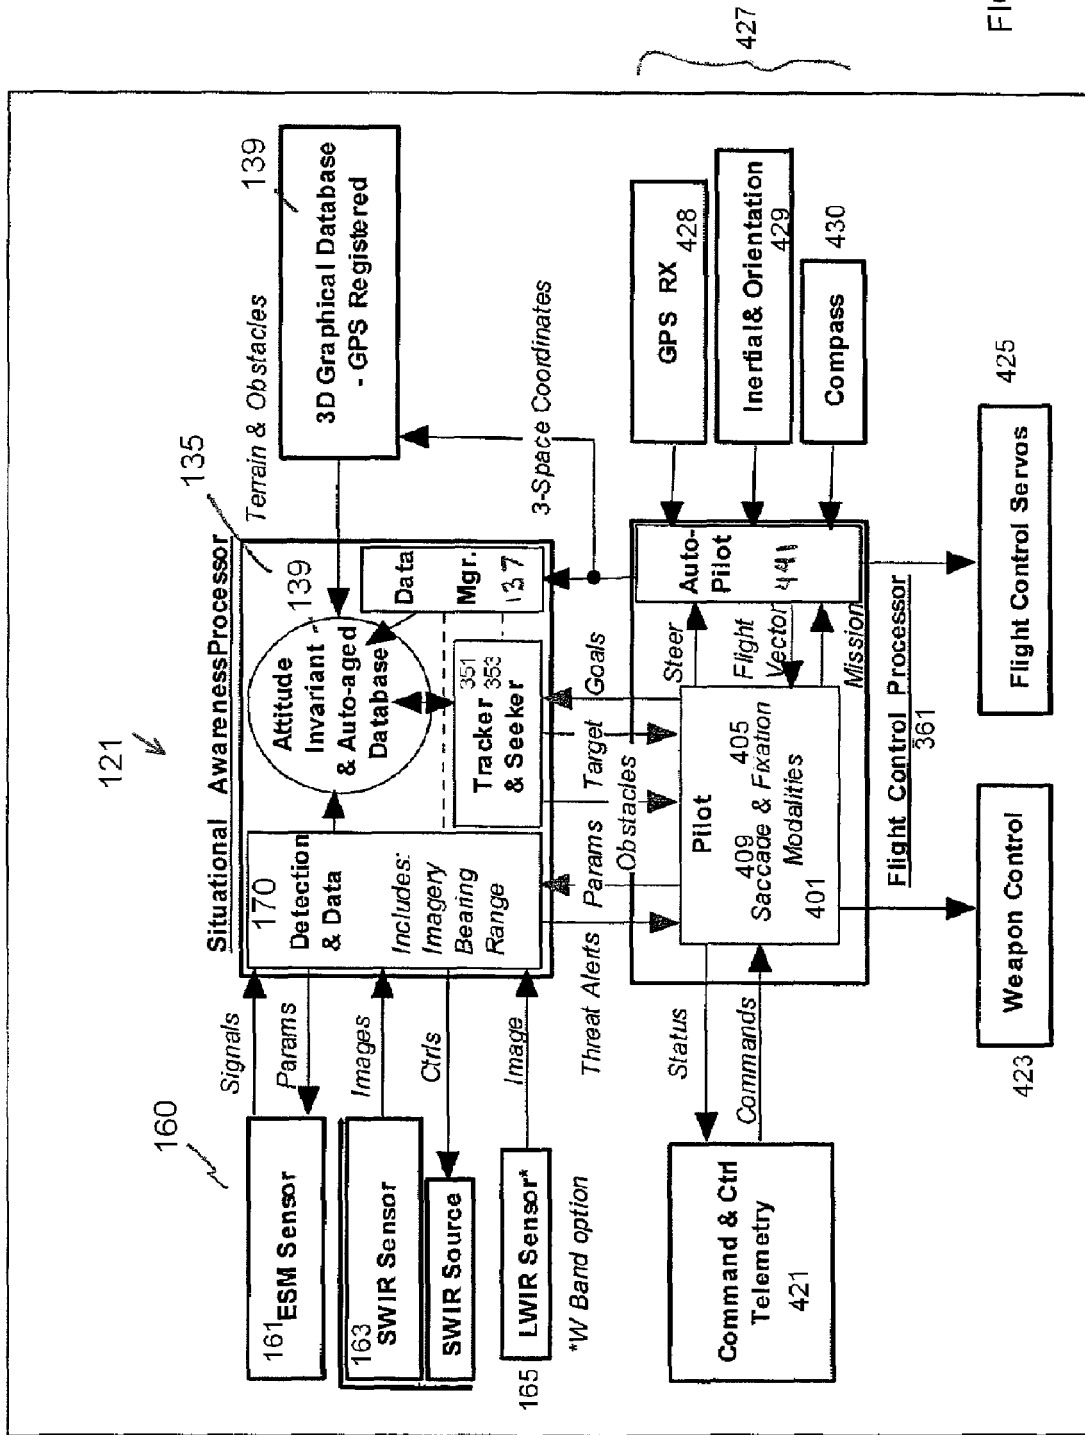 121
160
Situational AwarenessProcessor
135
139
161
ESM Sensor
163
SWIR Sensor
SWIR Source
165
LWIR Sensor*
*W Band option
Signals
Params
Images
Ctrls
Image
170
Detection
& Data
Includes:
Imagery
Bearing
Range
Attitude
Invariant
& Auto-aged
Database
139
Tracker
& Seeker
351
353
Data
Mgr.
137
Terrain & Obstacles
3D Graphical Database
- GPS Registered
3-Space Coordinates
Threat Alerts
Params
Obstacles
Target
Goals
Status
Commands
Command & Ctrl
Telemetry
421
Pilot
409
405
Saccade & Fixation
Modalities
401
Steer
Flight
Vector
Mission
Auto-
Pilot
441
GPS RX
428
Inertial & Orientation
429
Compass
430
427
Flight Control Processor
361
Weapon Control
423
Flight Control Servos
425